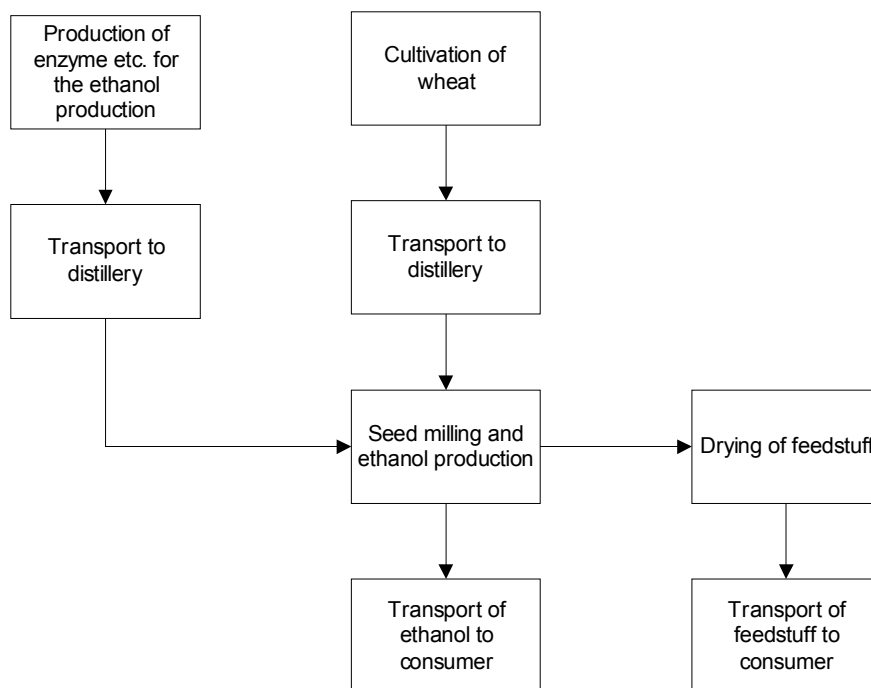 Production of
enzyme etc. for
the ethanol
production
Cultivation of
wheat
Transport to
distillery
Transport to
distillery
Seed milling and
ethanol production
Drying of feedstuff
Transport of
ethanol to
consumer
Transport of
feedstuff to
consumer